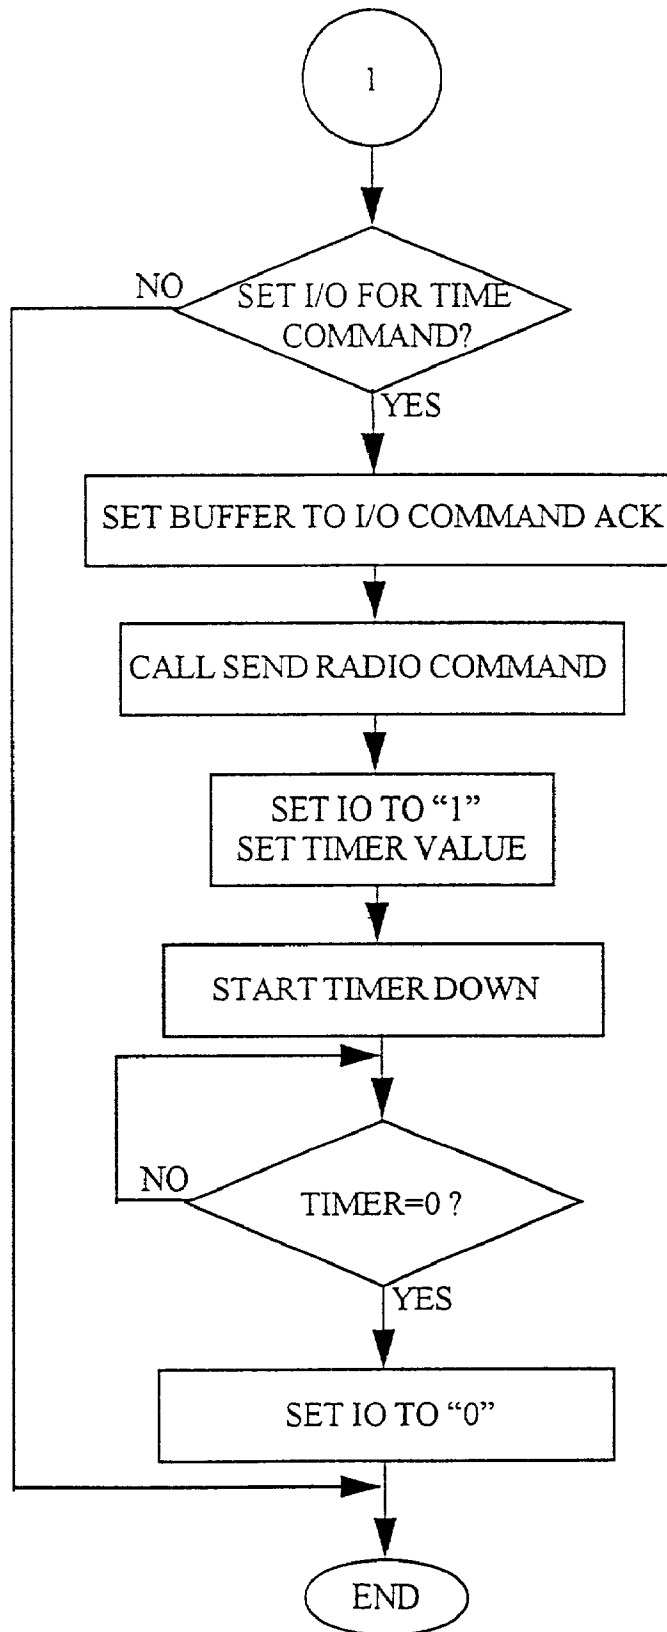 1
NO
SET I/O FOR TIME
COMMAND?
YES
SET BUFFER TO I/O COMMAND ACK
CALL SEND RADIO COMMAND
SET IO TO “1”
SET TIMER VALUE
START TIMER DOWN
NO
TIMER=0 ?
YES
SET IO TO “0”
END